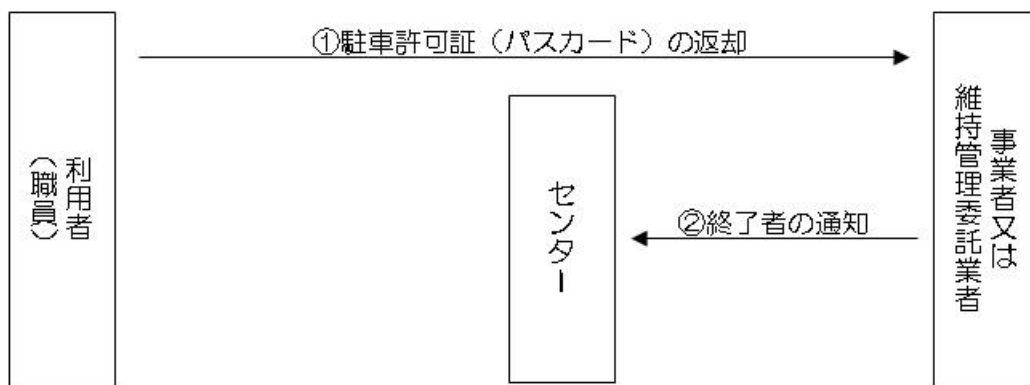 ①駐車許可証（パスカード）の返却
利用者
（職員）
センター
②終了者の通知
事業者又は
維持管理委託業者